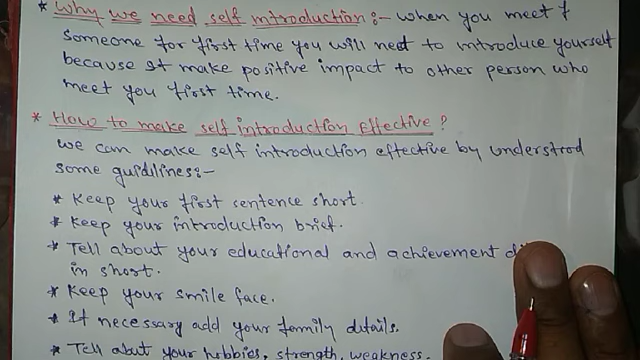 * Why we need self introduction :- when you meet
someone for first time you will need to introduce yourself
because it make positive impact to other person who
meet you first time.
* How to make self introduction Effective?
we can make self introduction effective by understood
some guidlines:-
* Keep your first sentence short.
* Keep your introduction brief.
* Tell about your educational and achievement
in short.
* Keep your smile face.
* If necessary add your family details.
* Tell abut your hobbies, strength, weakness.